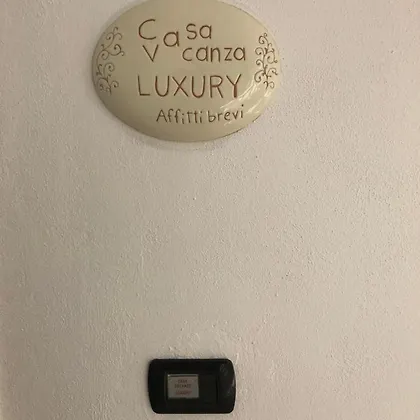 Casa
Vacanza
LUXURY
Affitti brevi